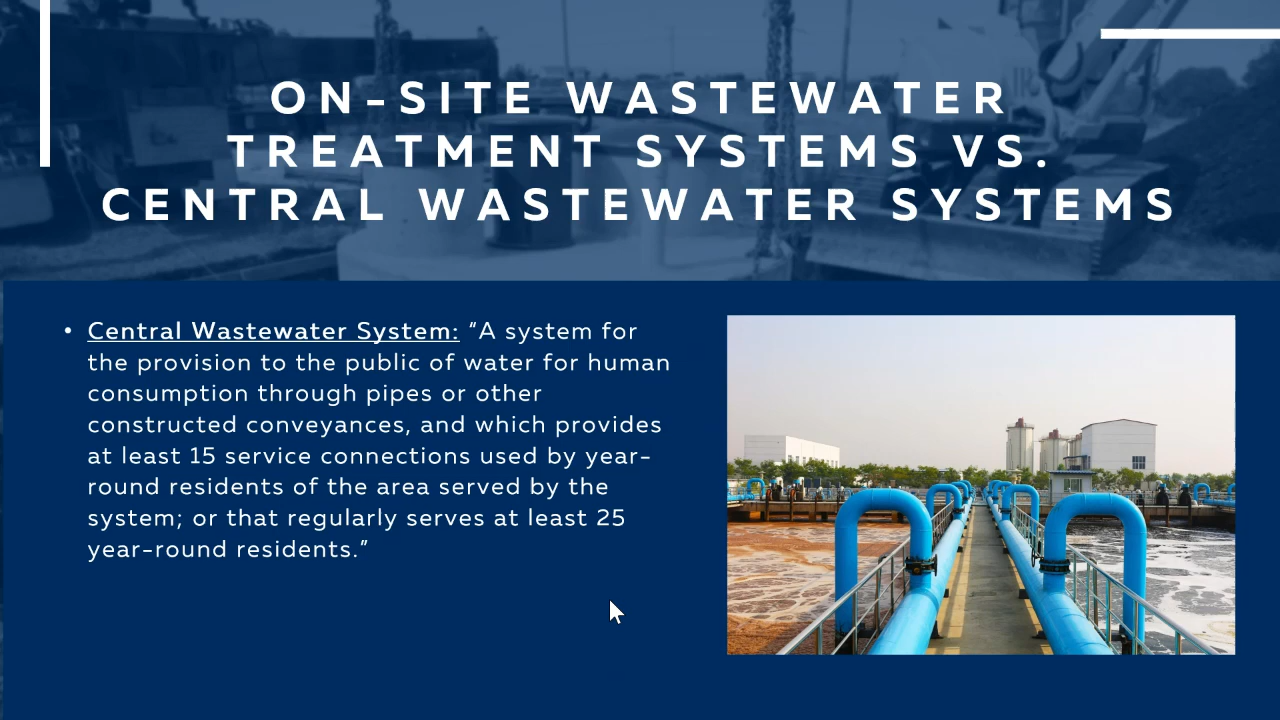 ON-SITE WASTEWATER
TREATMENT SYSTEMS VS.
CENTRAL WASTEWATER SYSTEMS
• Central Wastewater System: “A system for
the provision to the public of water for human
consumption through pipes or other
constructed conveyances, and which provides
at least 15 service connections used by year-
round residents of the area served by the
system; or that regularly serves at least 25
year-round residents.”